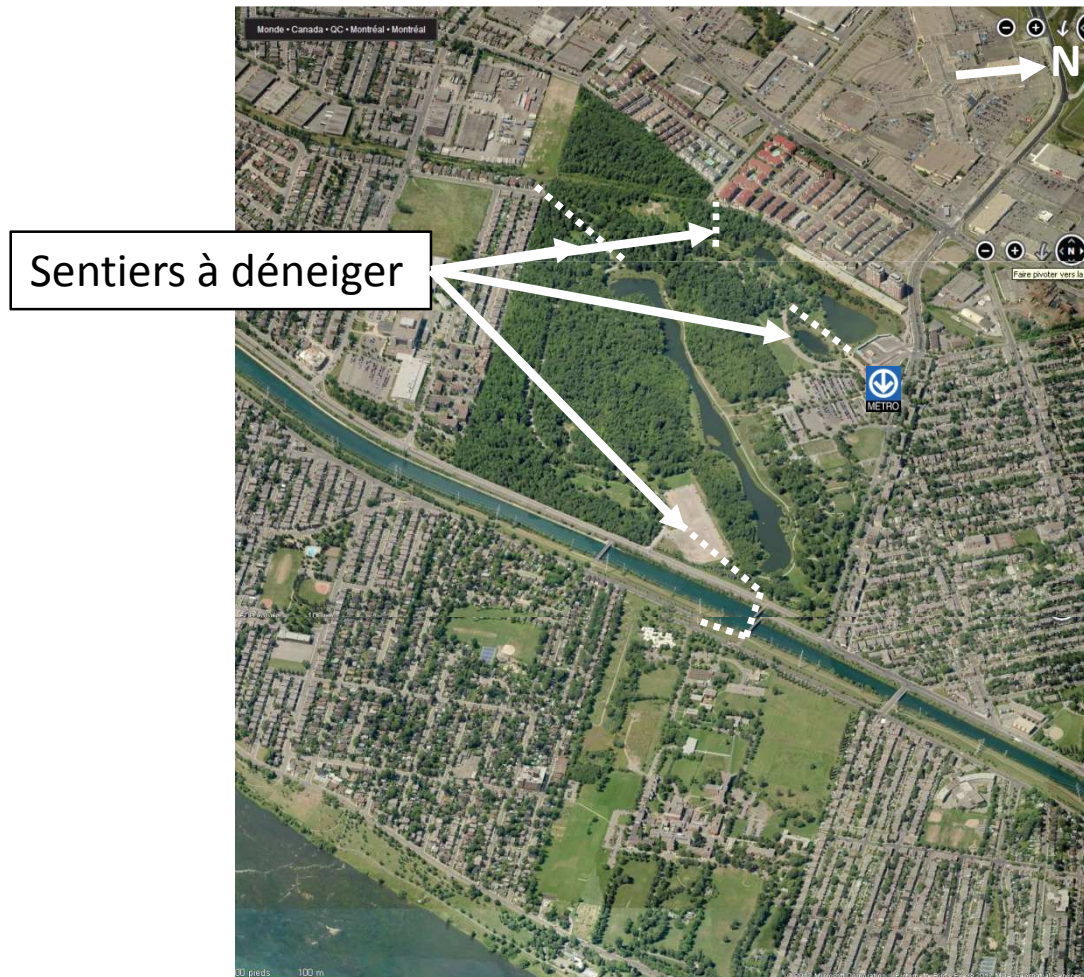 Monde • Canada • QC • Montréal • Montréal
N
Sentiers à déneiger
N
Faire pivoter vers la
METRO
100 m